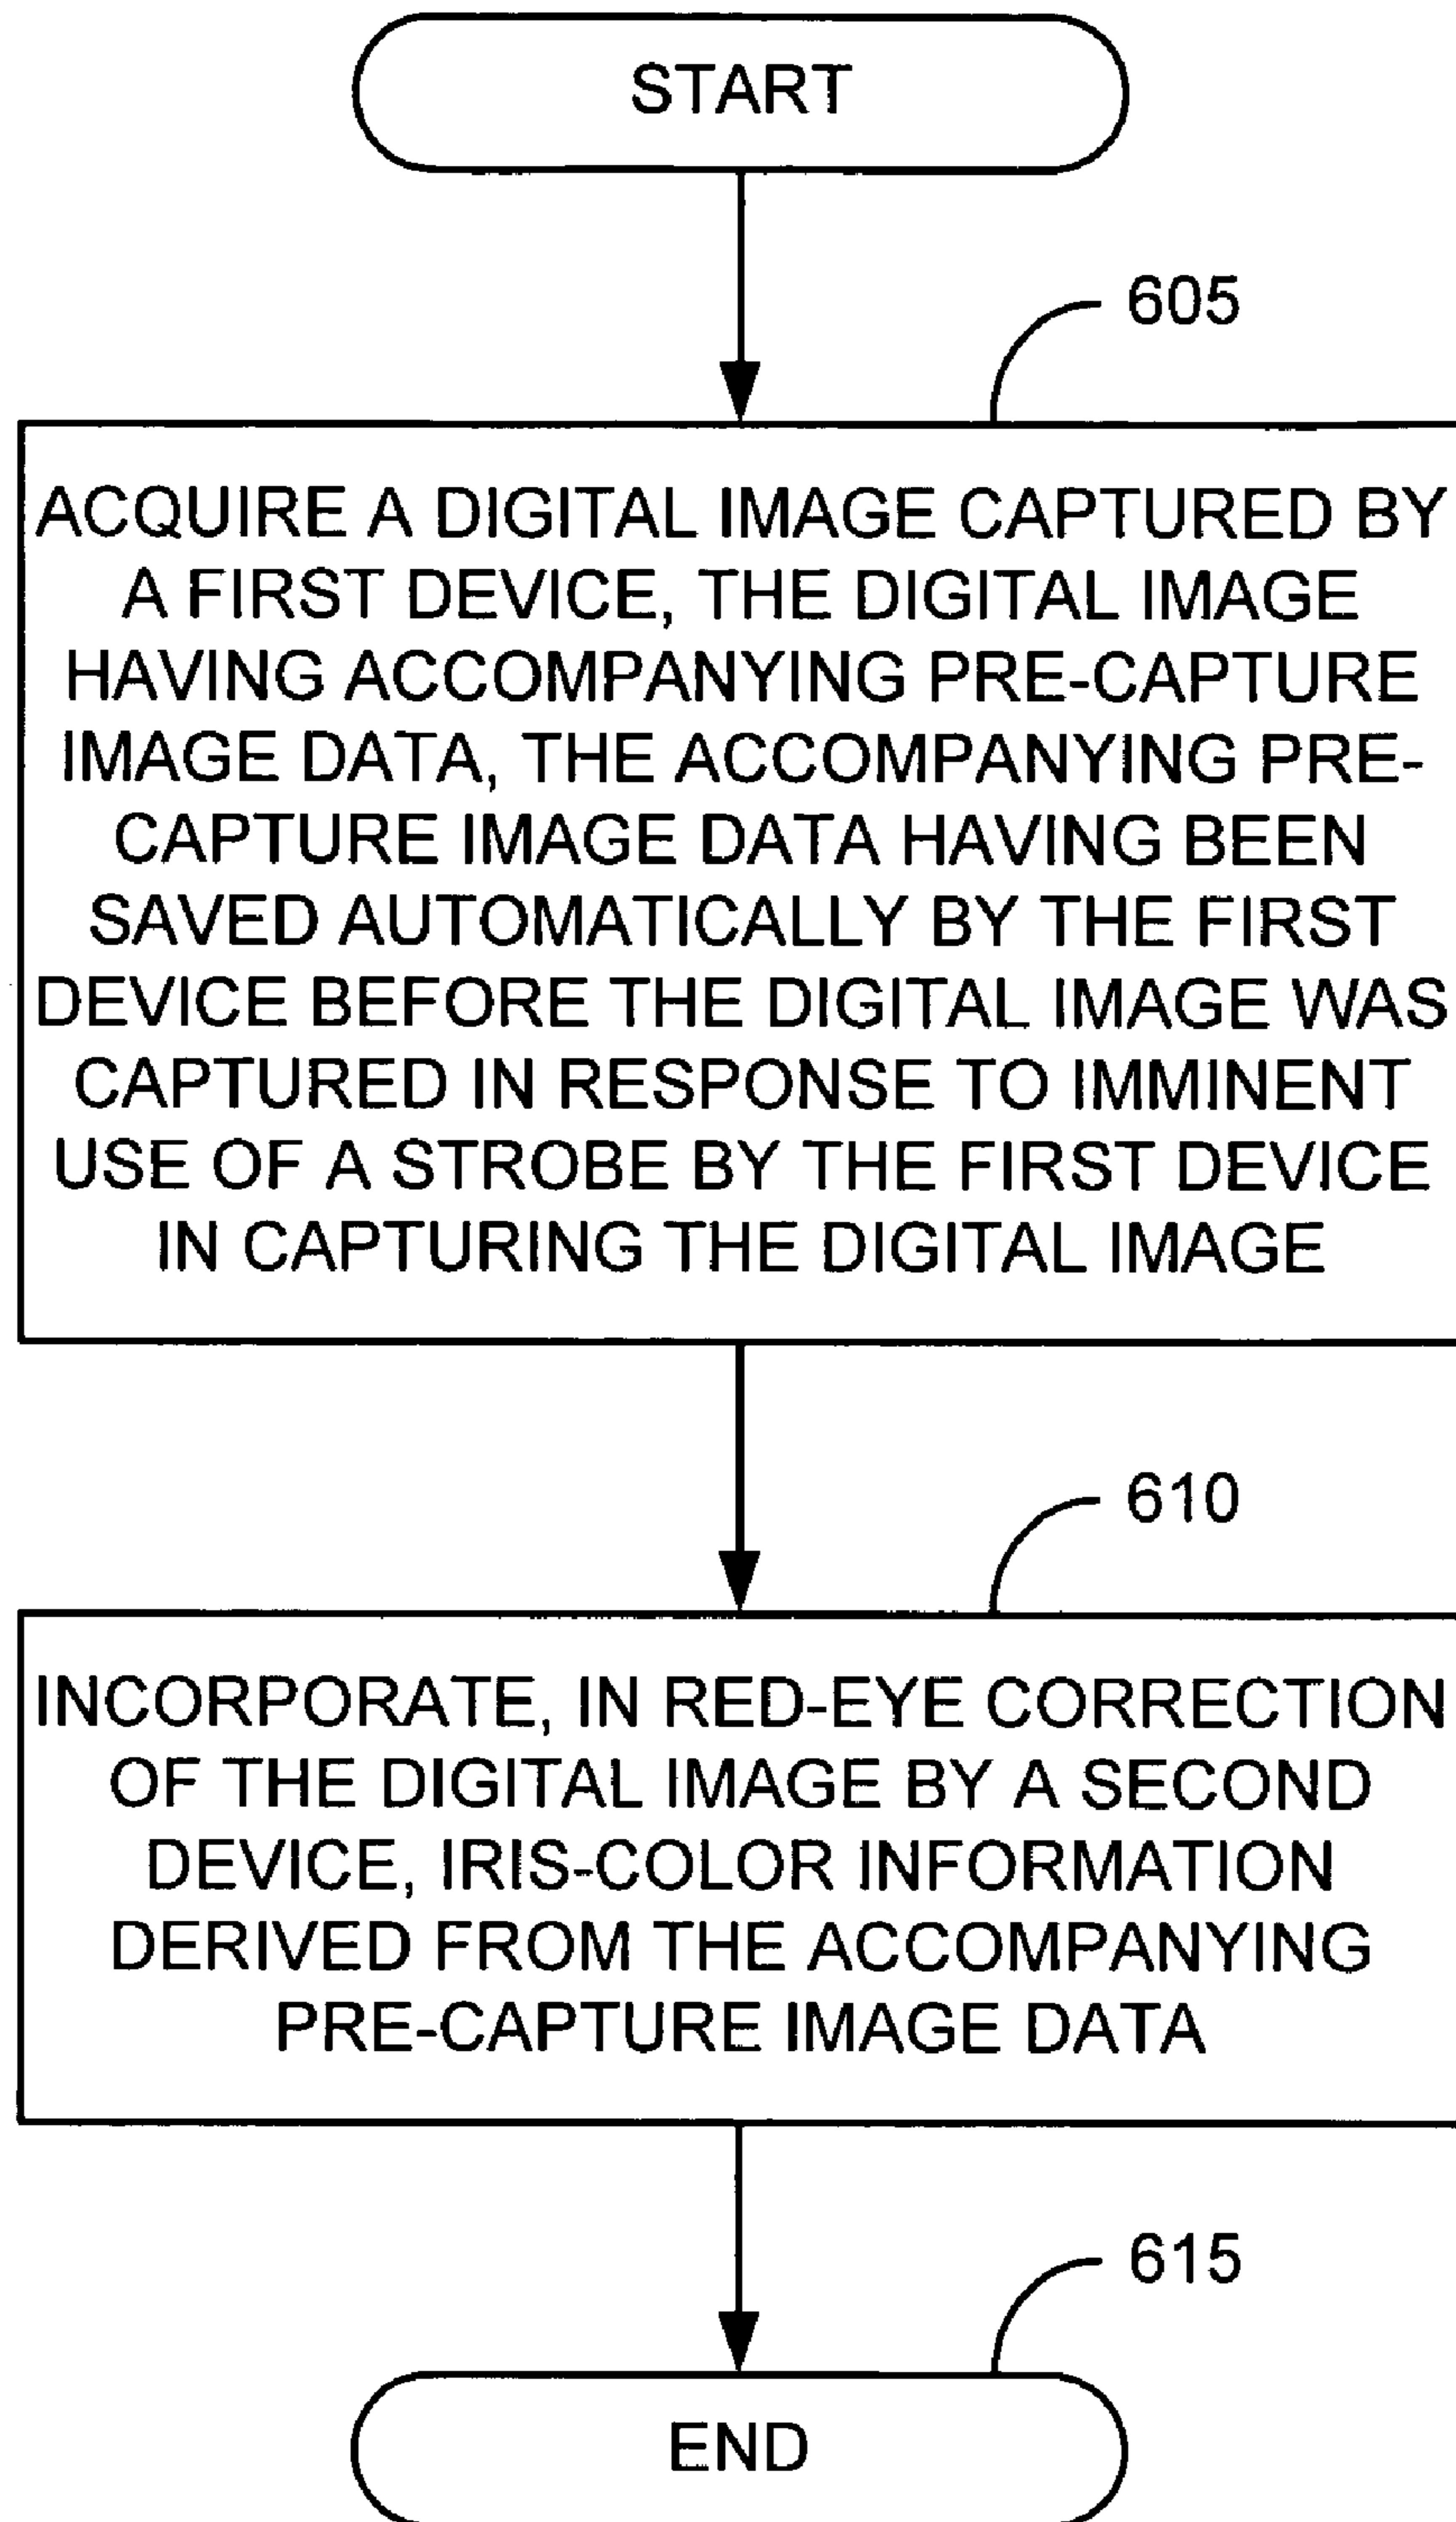 START
605
ACQUIRE A DIGITAL IMAGE CAPTURED BY
A FIRST DEVICE, THE DIGITAL IMAGE
HAVING ACCOMPANYING PRE-CAPTURE
IMAGE DATA, THE ACCOMPANYING PRE-
CAPTURE IMAGE DATA HAVING BEEN
SAVED AUTOMATICALLY BY THE FIRST
DEVICE BEFORE THE DIGITAL IMAGE WAS
CAPTURED IN RESPONSE TO IMMINENT
USE OF A STROBE BY THE FIRST DEVICE
IN CAPTURING THE DIGITAL IMAGE
610
INCORPORATE, IN RED-EYE CORRECTION
OF THE DIGITAL IMAGE BY A SECOND
DEVICE, IRIS-COLOR INFORMATION
DERIVED FROM THE ACCOMPANYING
PRE-CAPTURE IMAGE DATA
615
END